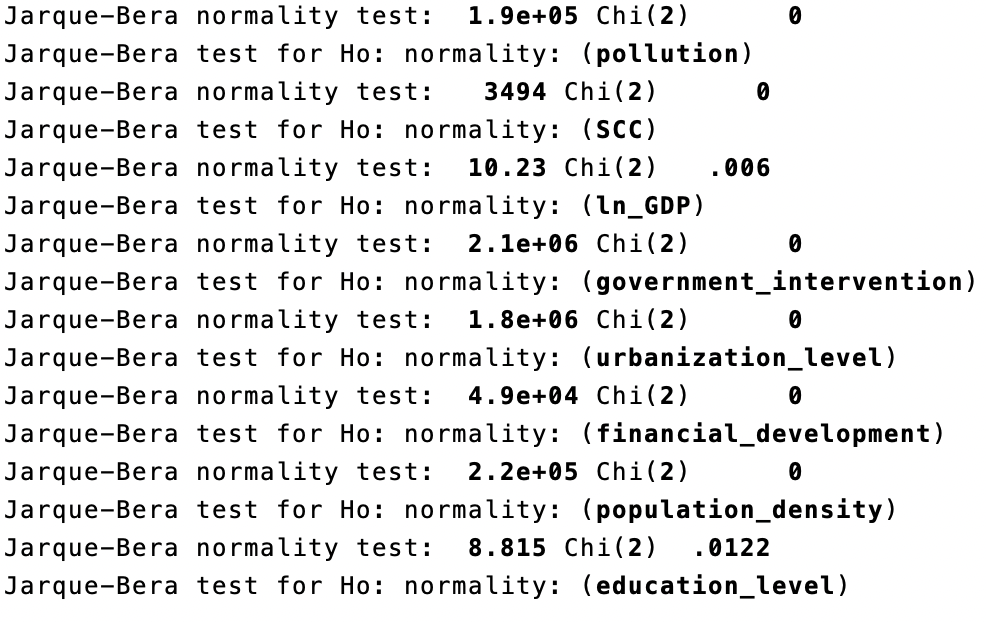 Jarque–Bera normality test:  1.9e+05 Chi(2)      0
Jarque–Bera test for Ho: normality: (pollution)
Jarque–Bera normality test:   3494 Chi(2)      0
Jarque–Bera test for Ho: normality: (SCC)
Jarque–Bera normality test:  10.23 Chi(2)   .006
Jarque–Bera test for Ho: normality: (ln_GDP)
Jarque–Bera normality test:  2.1e+06 Chi(2)      0
Jarque–Bera test for Ho: normality: (government_intervention)
Jarque–Bera normality test:  1.8e+06 Chi(2)      0
Jarque–Bera test for Ho: normality: (urbanization_level)
Jarque–Bera normality test:  4.9e+04 Chi(2)      0
Jarque–Bera test for Ho: normality: (financial_development)
Jarque–Bera normality test:  2.2e+05 Chi(2)      0
Jarque–Bera test for Ho: normality: (population_density)
Jarque–Bera normality test:  8.815 Chi(2)  .0122
Jarque–Bera test for Ho: normality: (education_level)